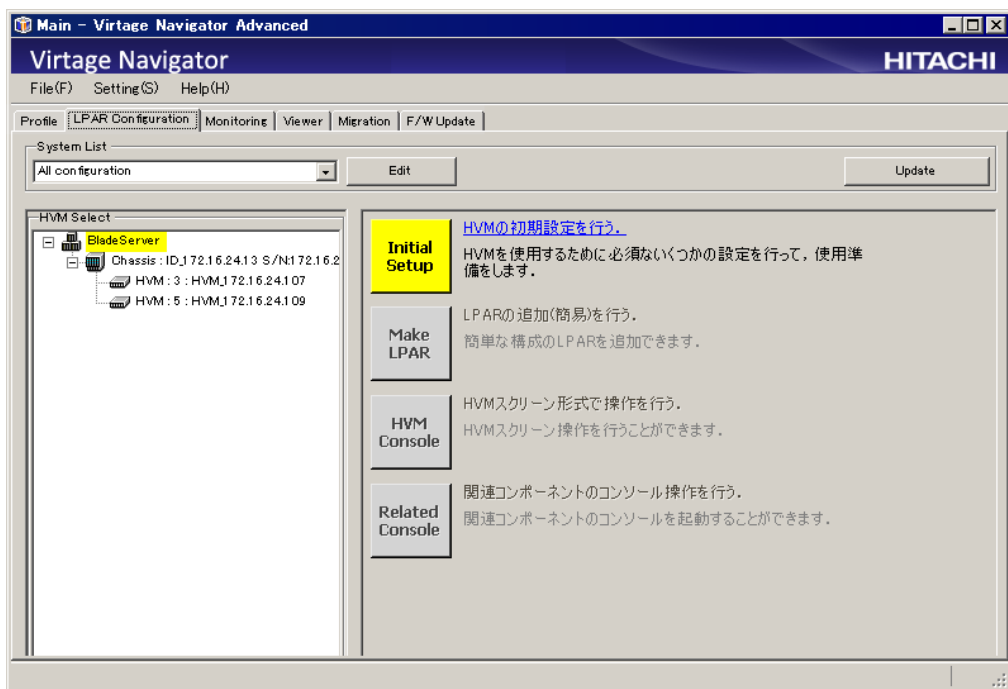 Main - Virtage Navigator Advanced
Virtage Navigator
HITACHI
File(F) Setting(S) Help(H)
Profile LPAR Configuration Monitoring Viewer Migration F/W Update
System List
All configuration
Edit
Update
HVM Select
BladeServer
Chassis : ID_172.16.24.13 S/N:172.16.2
HVM : 3 : HVM_172.16.24.107
HVM : 5 : HVM_172.16.24.109
Initial
Setup
HVMの初期設定を行う.
HVMを使用するために必須ないくつかの設定を行って, 使用準
備をします.
Make
LPAR
LPARの追加(簡易)を行う.
簡単な構成のLPARを追加できます.
HVM
Console
HVMスクリーン形式で操作を行う.
HVMスクリーン操作を行うことができます.
Related
Console
関連コンポーネントのコンソール操作を行う.
関連コンポーネントのコンソールを起動することができます.